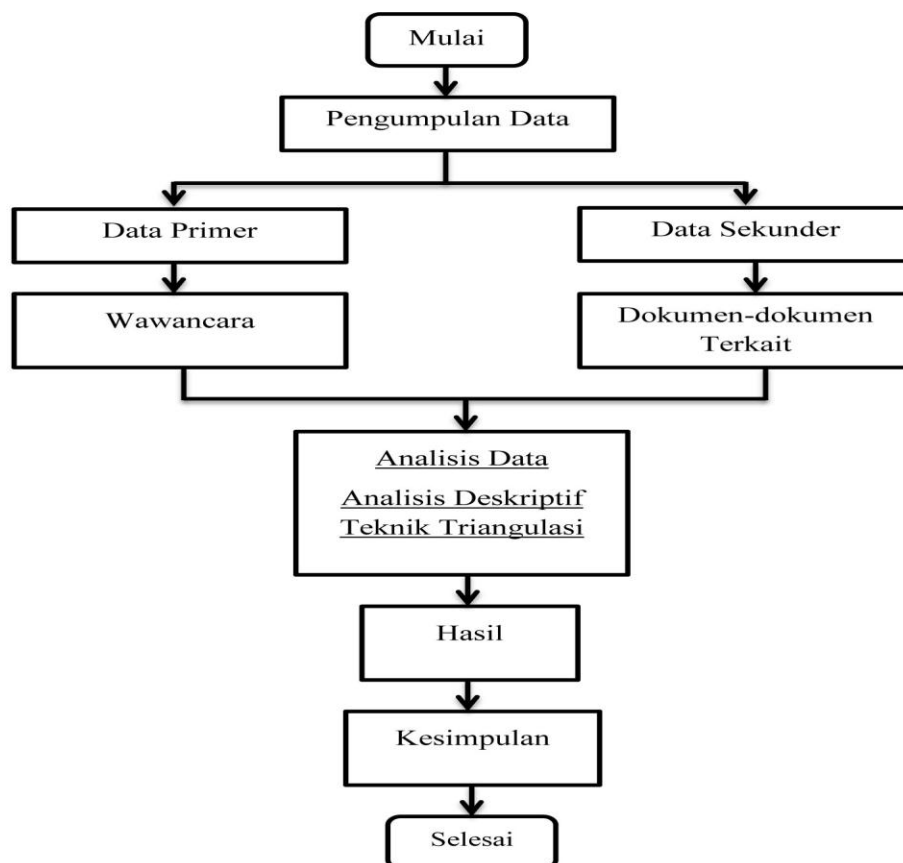 Mulai
Pengumpulan Data
Data Primer
Data Sekunder
Wawancara
Dokumen-dokumen
Terkait
Analisis Data
Analisis Deskriptif
Teknik Triangulasi
Hasil
Kesimpulan
Selesai